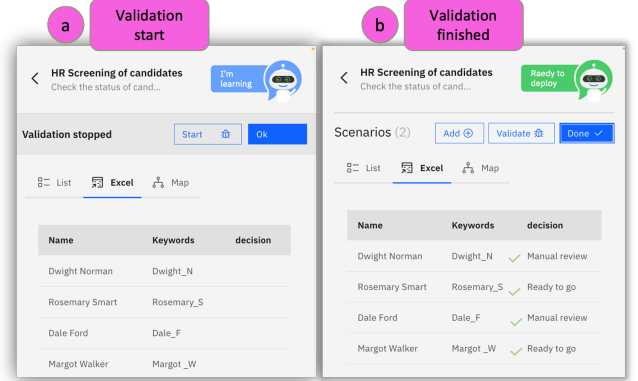 a
Validation
start
HR Screening of candidates
Check the status of cand...
I'm
learning
Validation stopped
Start
Ok
List
Excel
Map
Name Keywords decision
Dwight Norman Dwight_N
Rosemary Smart Rosemary_S
Dale Ford Dale_F
Margot Walker Margot _W
b
Validation
finished
HR Screening of candidates
Check the status of cand...
Raedy to
deploy
Scenarios (2)
Add
Validate
Done
List
Excel
Map
Name Keywords decision
Dwight Norman Dwight_N Manual review
Rosemary Smart Rosemary_S Ready to go
Dale Ford Dale_F Manual review
Margot Walker Margot _W Ready to go